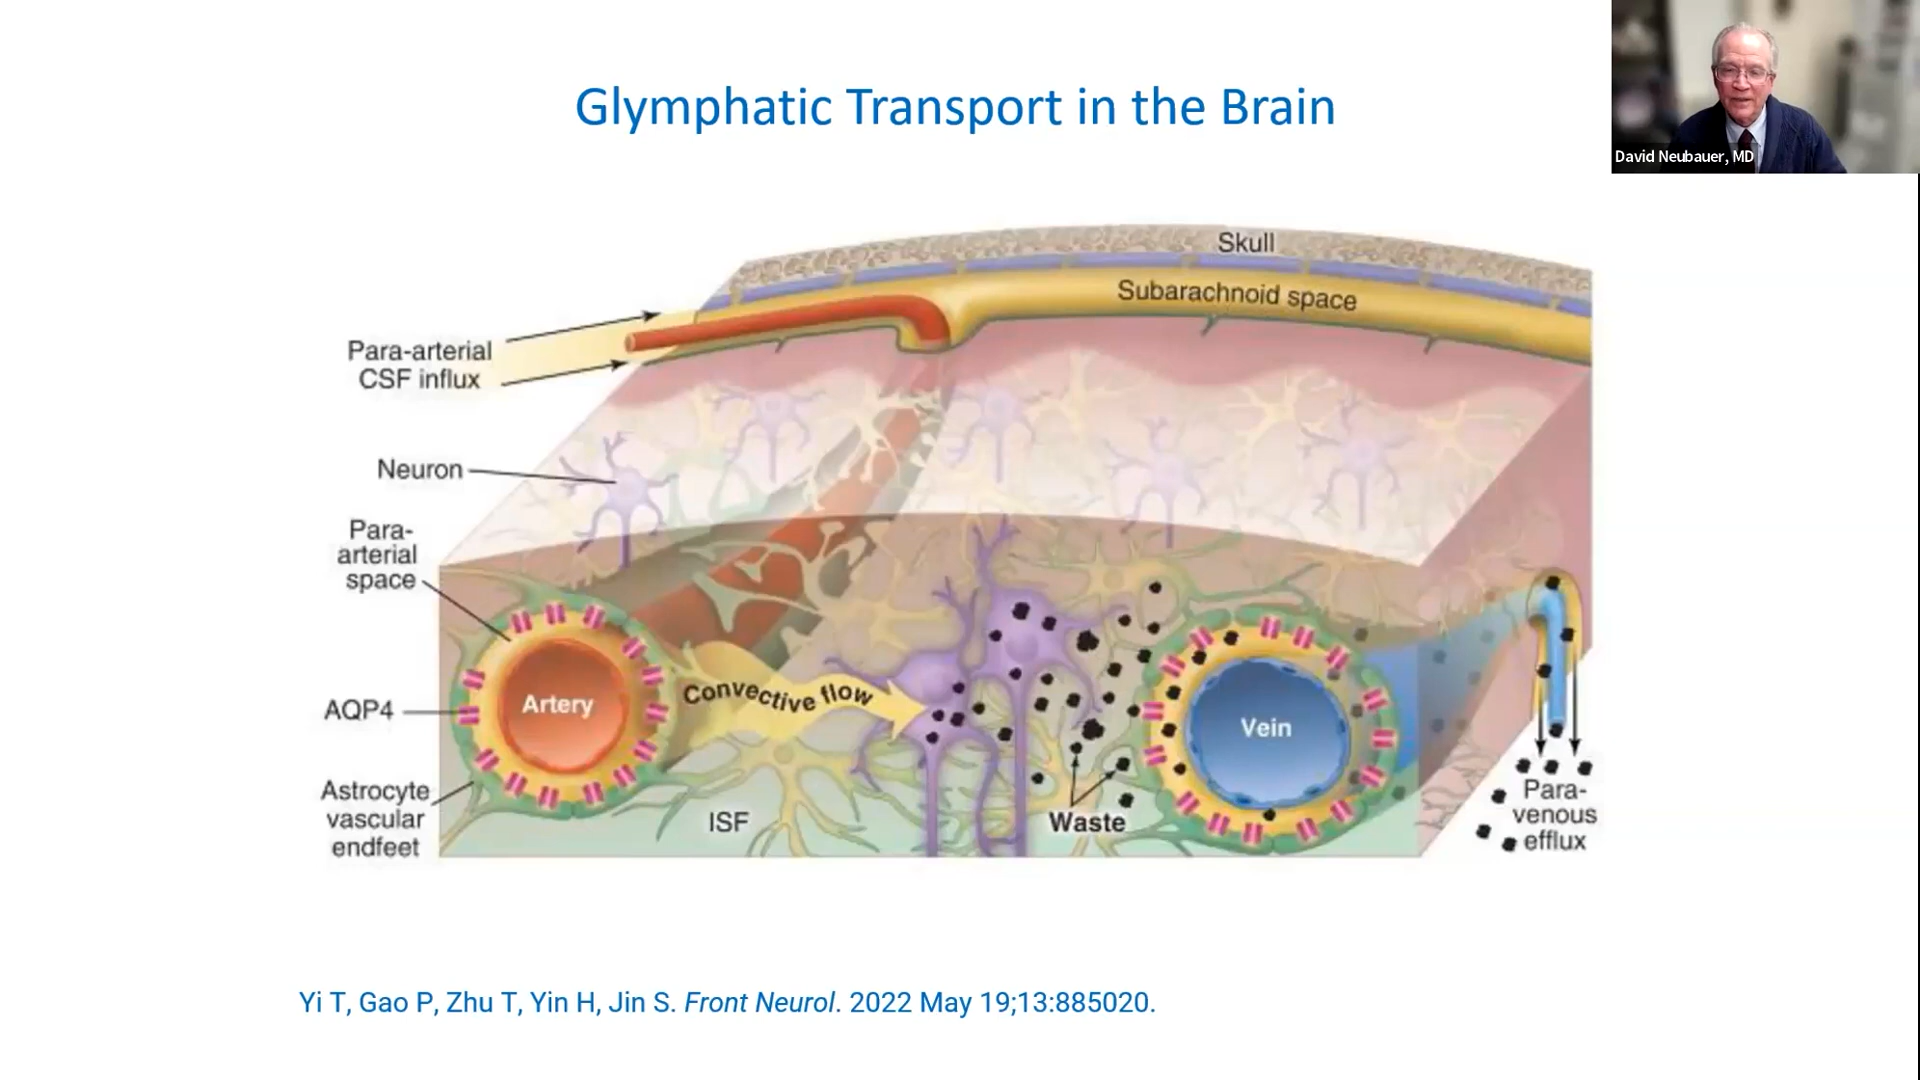 Glymphatic Transport in the Brain
David Neubauer, MD
Skull
Subarachnoid space
Para-arterial
CSF influx
Neuron
Para-
arterial
space
AQP4
Astrocyte
vascular
endfeet
Artery
Convective flow
ISF
Waste
Vein
Para-
venous
efflux
Yi T, Gao P, Zhu T, Yin H, Jin S. Front Neurol. 2022 May 19;13:885020.